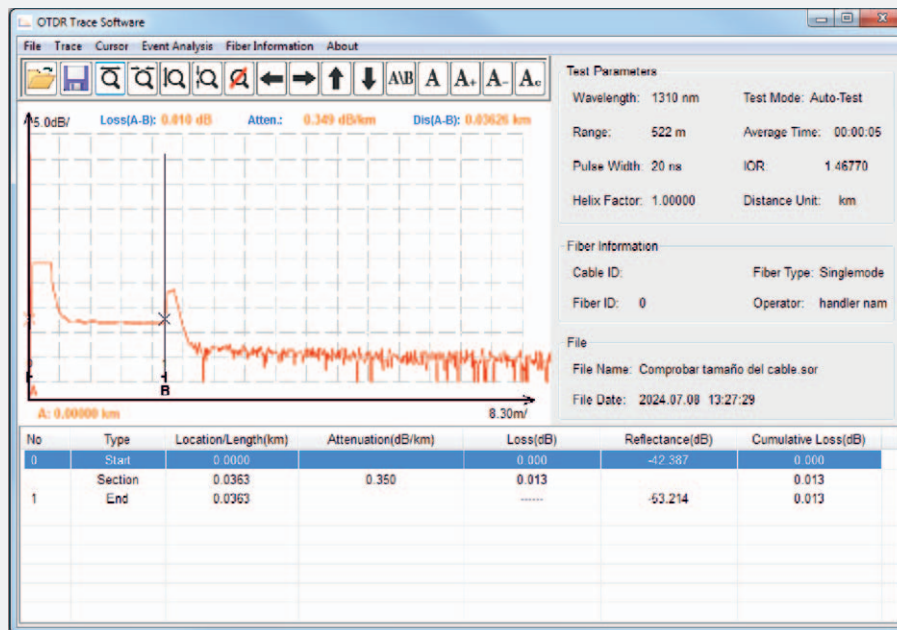 OTDR Trace Software
File Trace Cursor Event Analysis Fiber Information About
A\B A A+ A- Ac
5.0dB/ Loss(A-B): 0.010 dB Atten.: 0.349 dB/km Dis(A-B): 0.03626 km
1
A B
A: 0.00000 km 8.30m/
Test Parameters
Wavelength: 1310 nm Test Mode: Auto-Test
Range: 522 m Average Time: 00:00:05
Pulse Width: 20 ns IOR: 1.46770
Helix Factor: 1.00000 Distance Unit: km
Fiber Information
Cable ID: Fiber Type: Singlemode
Fiber ID: 0 Operator: handler nam
File
File Name: Comprobar tamaño del cable.sor
File Date: 2024.07.08 13:27:29
No Type Location/Length(km) Attenuation(dB/km) Loss(dB) Reflectance(dB) Cumulative Loss(dB)
0 Start 0.0000 0.000 -42.387 0.000
Section 0.0363 0.350 0.013 0.013
1 End 0.0363 ------ -53.214 0.013